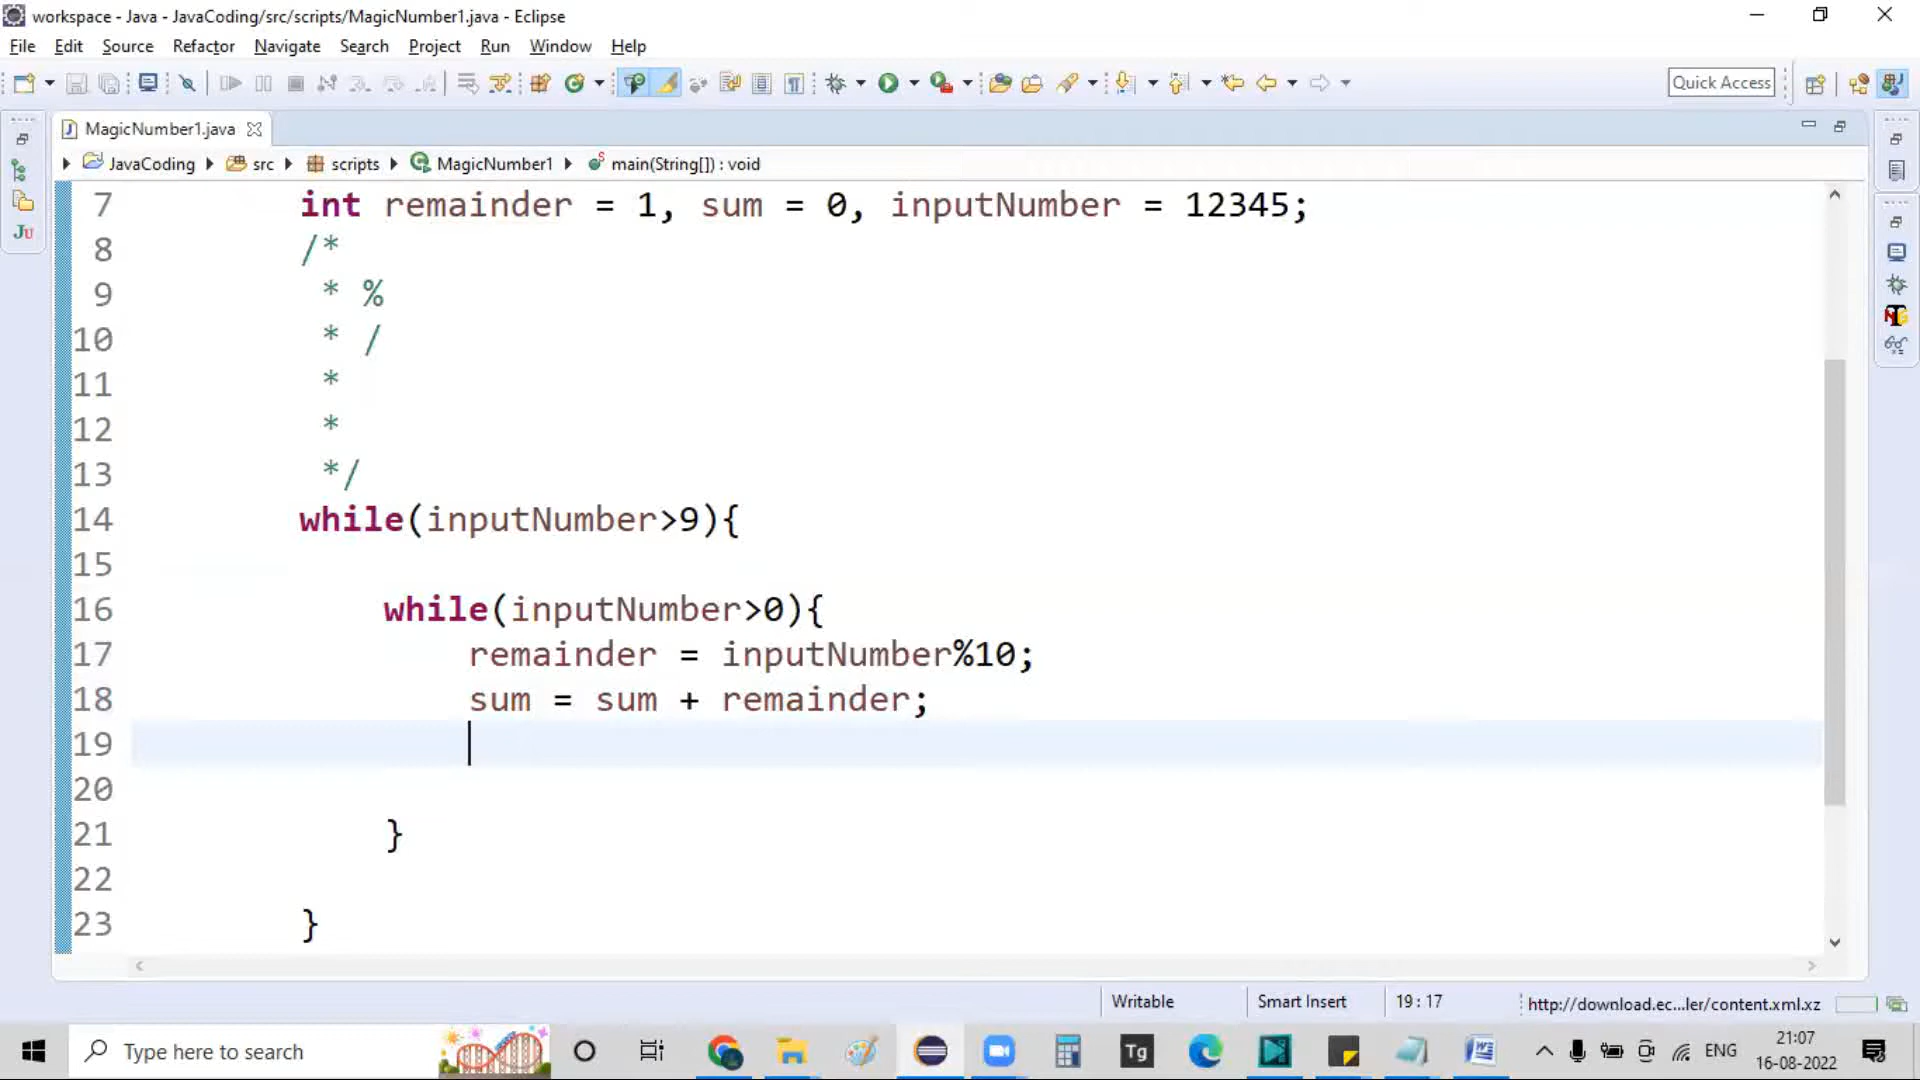 workspace - Java - JavaCoding/src/scripts/MagicNumber1.java - Eclipse
File Edit Source Refactor Navigate Search Project Run Window Help
Quick Access
MagicNumber1.java
JavaCoding src scripts MagicNumber1 main(String[]) : void
7 int remainder = 1, sum = 0, inputNumber = 12345;
8 /*
9 * %
10 * /
11 *
12 *
13 */
14 while(inputNumber>9){
15
16 while(inputNumber>0){
17 remainder = inputNumber%10;
18 sum = sum + remainder;
19
20
21 }
22
23 }
Writable Smart Insert 19 : 17 http://download.ec...ler/content.xml.xz
Type here to search
Tg
ENG
21:07
16-08-2022
Ju